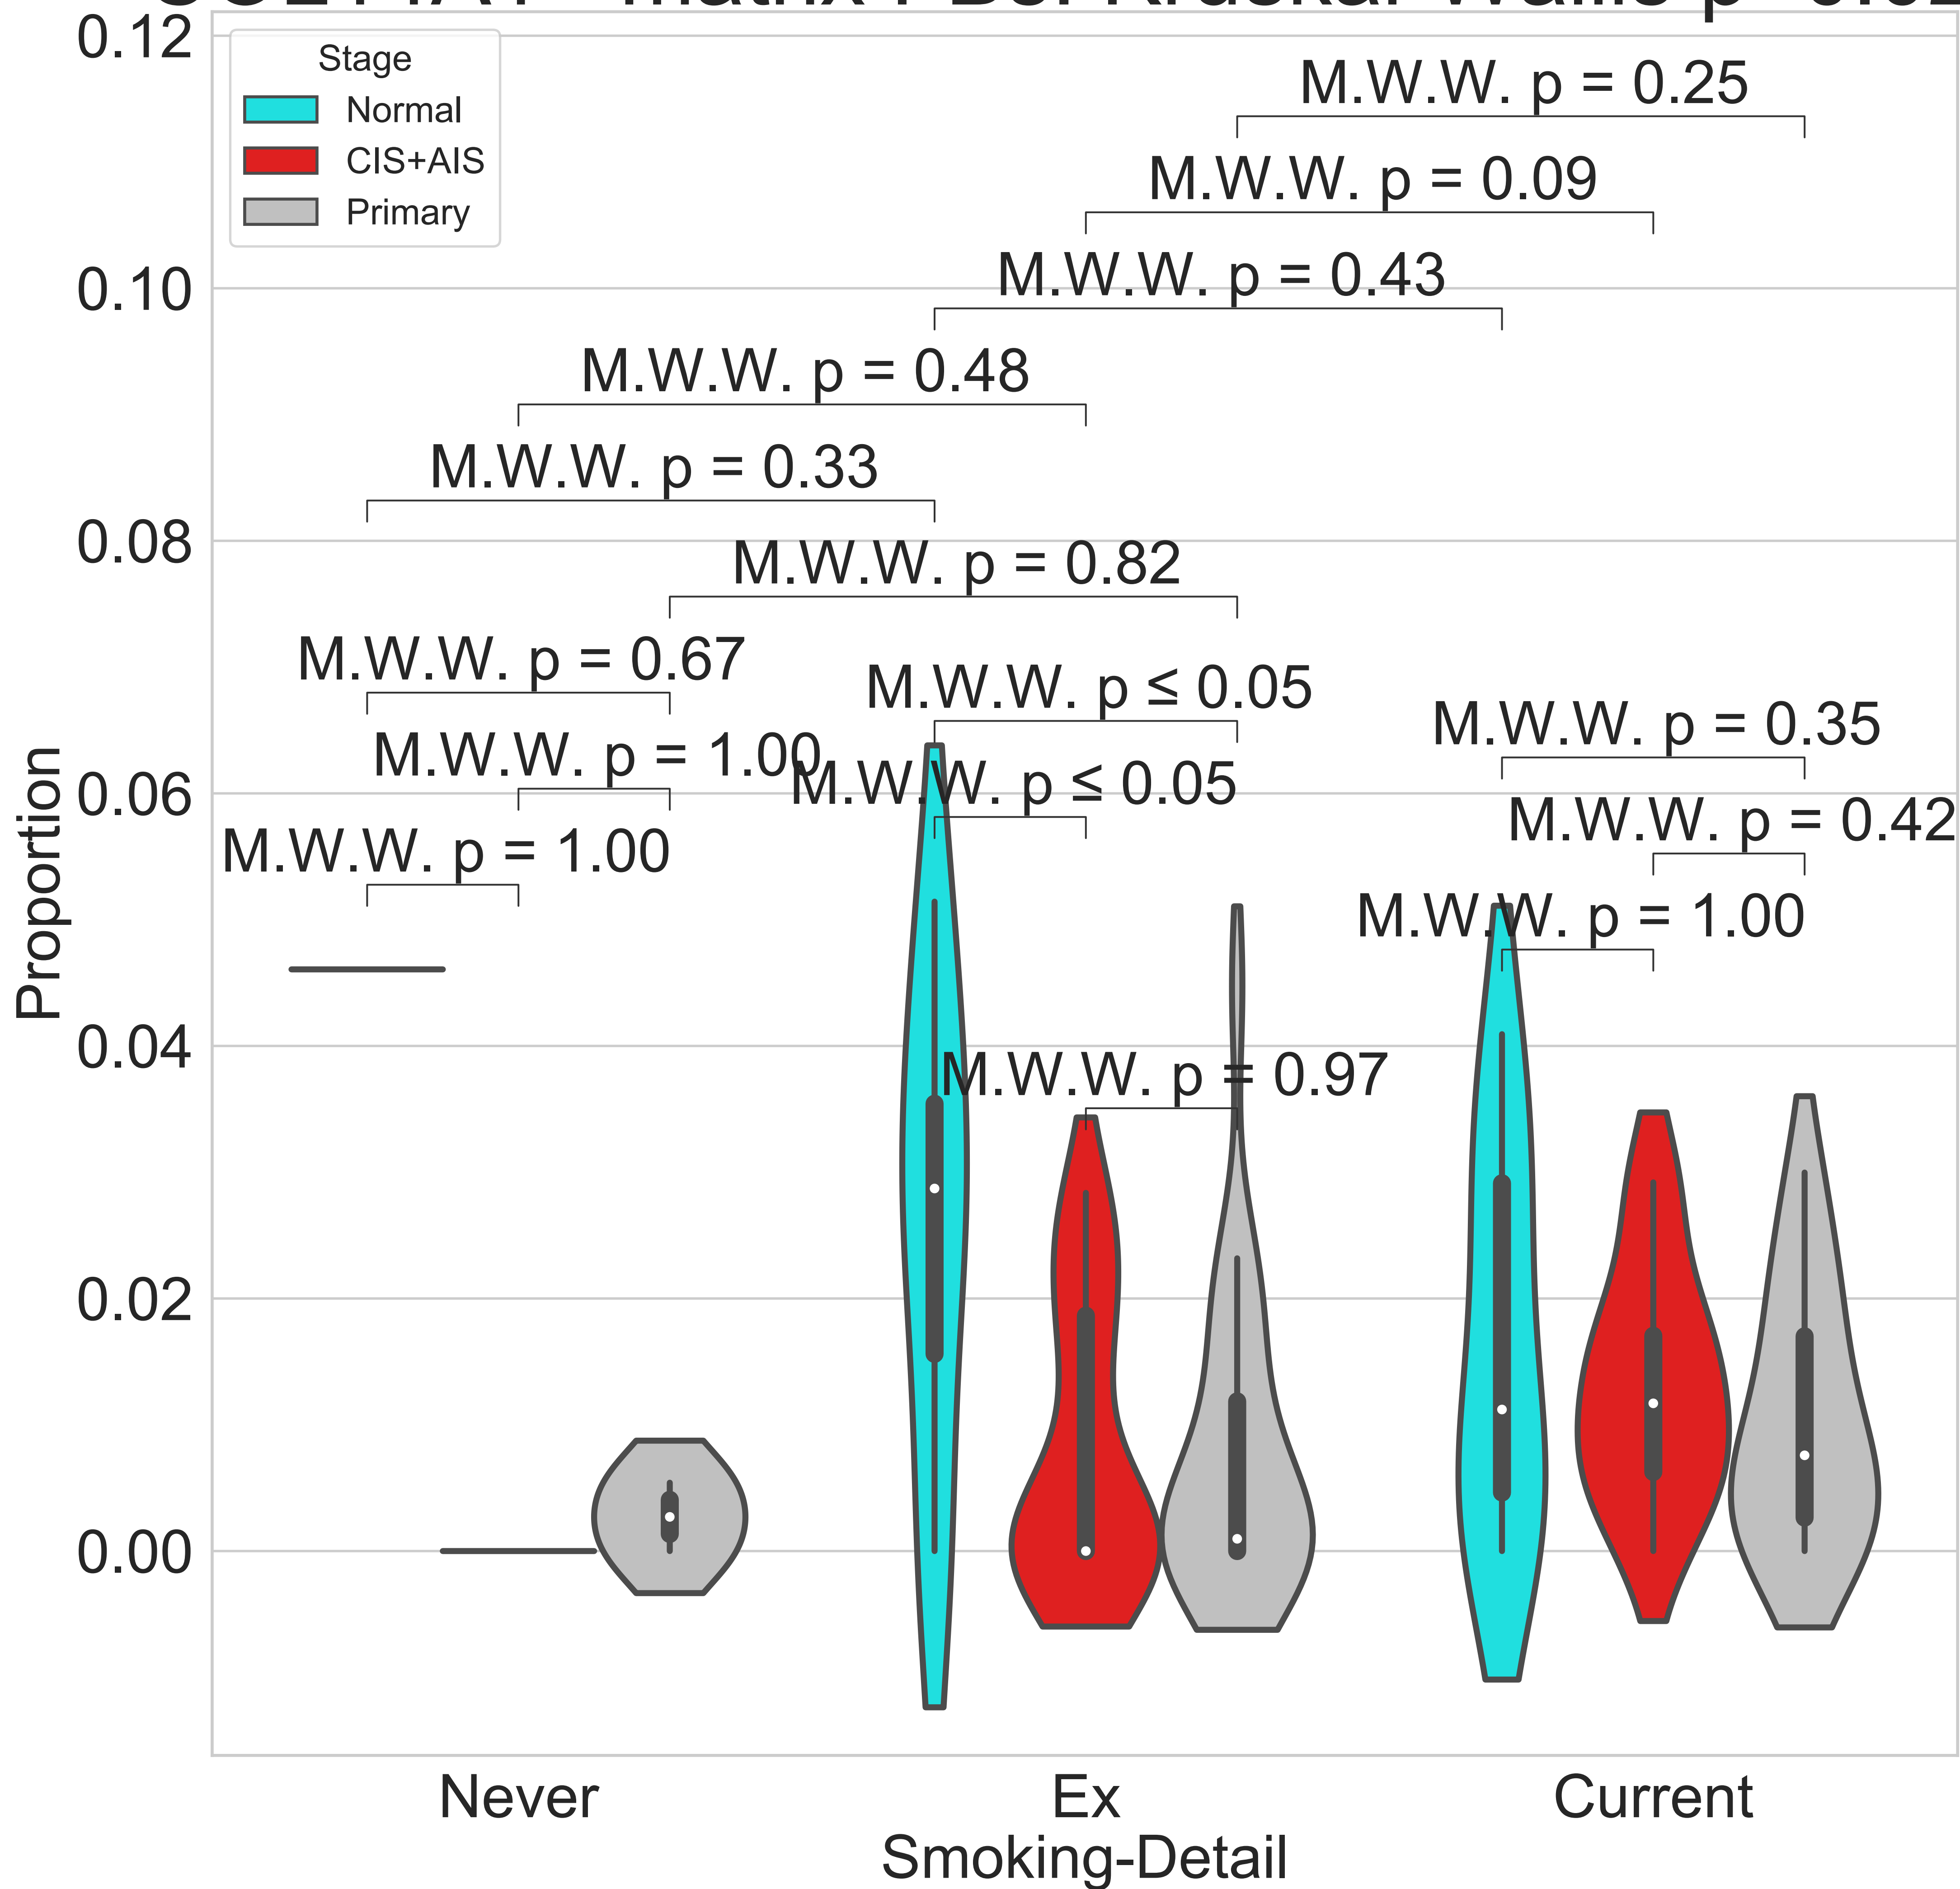 0.12
0.10
0.08
0.06
0.04
0.02
0.00
Proportion
Stage
Normal
CIS+AIS
Primary
M.W.W. p = 0.25
M.W.W. p = 0.09
M.W.W. p = 0.43
M.W.W. p = 0.48
M.W.W. p = 0.33
M.W.W. p = 0.82
M.W.W. p = 0.67
M.W.W. p ≤ 0.05
M.W.W. p = 0.35
M.W.W. p = 1.00
M.W.W. p ≤ 0.05
M.W.W. p = 0.42
M.W.W. p = 1.00
M.W.W. p = 1.00
M.W.W. p = 0.97
Never
Ex
Current
Smoking-Detail